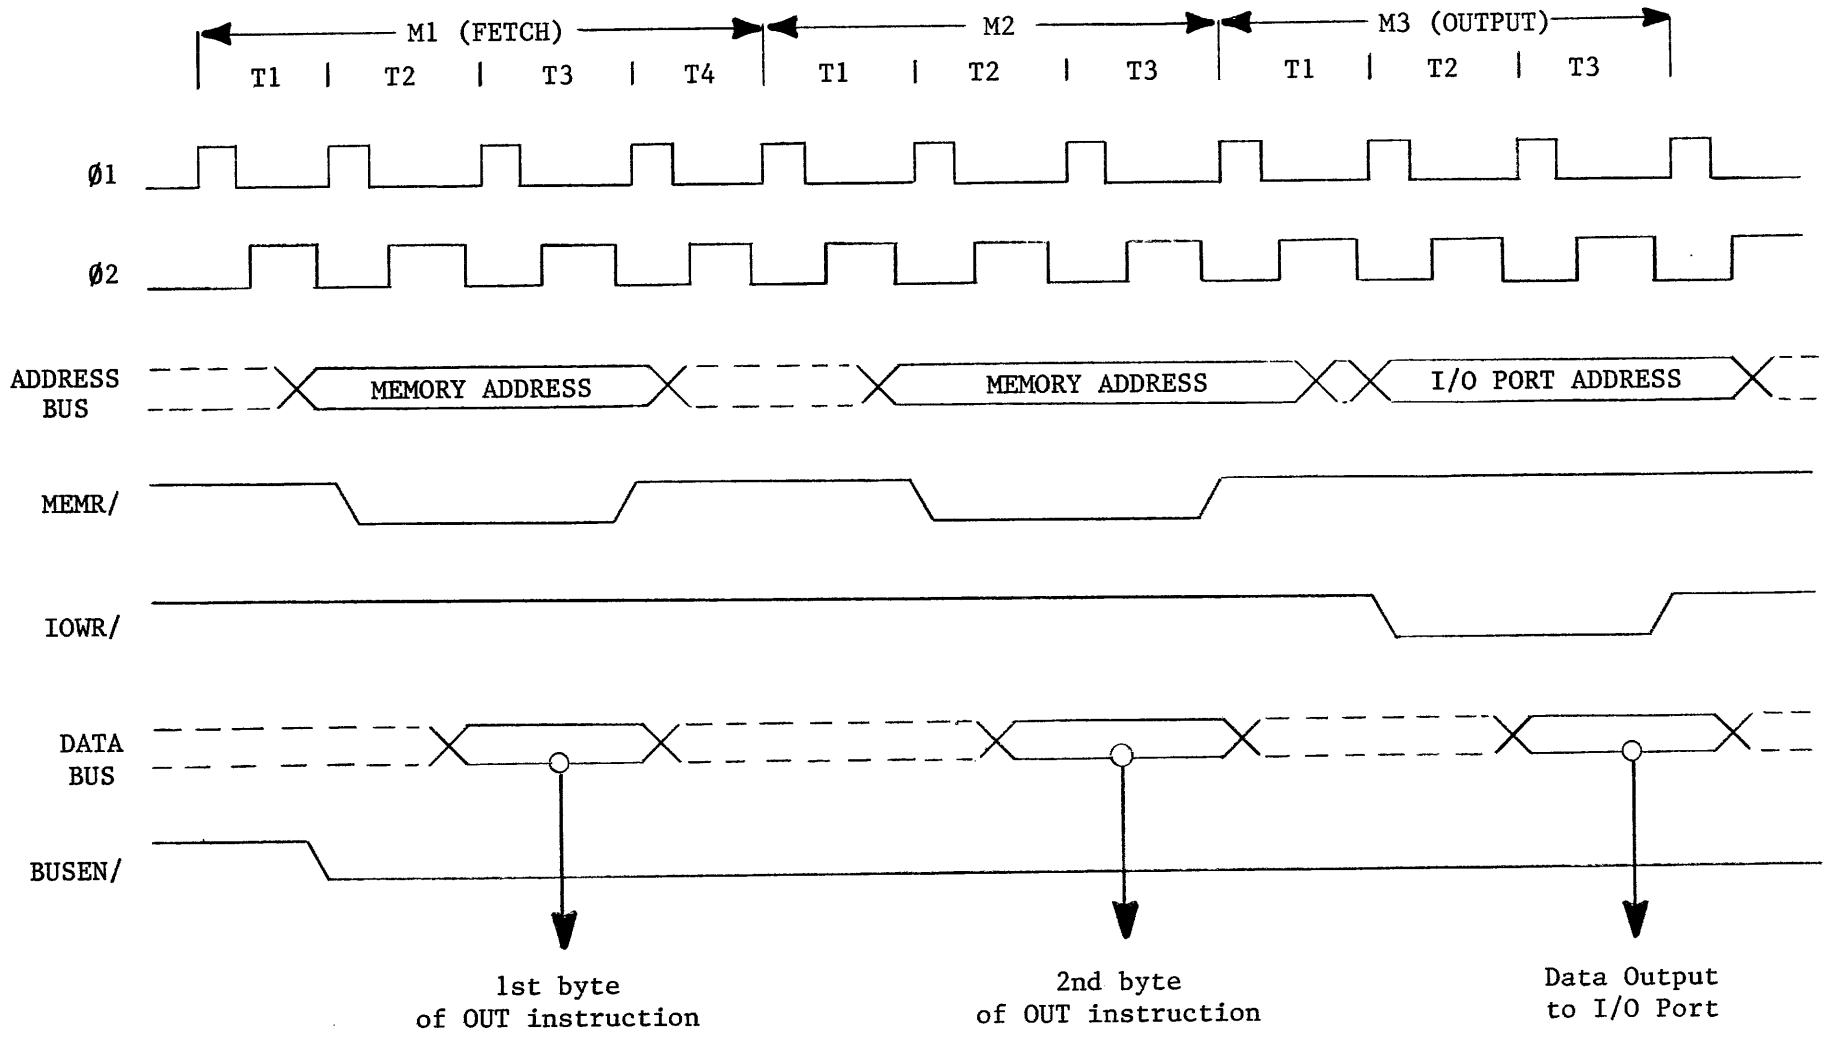 M1 (FETCH) M2 M3 (OUTPUT)
T1 | T2 | T3 | T4 T1 | T2 | T3 T1 | T2 | T3
Ø1
Ø2
ADDRESS
BUS
MEMORY ADDRESS MEMORY ADDRESS I/O PORT ADDRESS
MEMR/
IOWR/
DATA
BUS
BUSEN/
1st byte
of OUT instruction
2nd byte
of OUT instruction
Data Output
to I/O Port